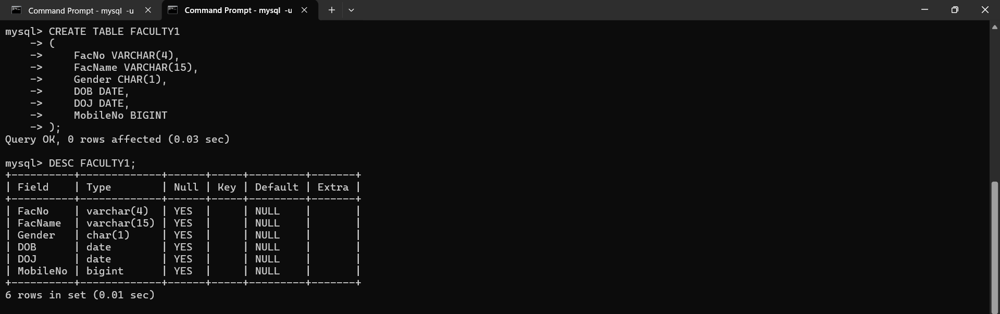 Command Prompt - mysql  -u
Command Prompt - mysql  -u
mysql> CREATE TABLE FACULTY1
    -> (
    ->     FacNo VARCHAR(4),
    ->     FacName VARCHAR(15),
    ->     Gender CHAR(1),
    ->     DOB DATE,
    ->     DOJ DATE,
    ->     MobileNo BIGINT
    -> );
Query OK, 0 rows affected (0.03 sec)
mysql> DESC FACULTY1;
+----------+-------------+------+-----+---------+-------+
| Field    | Type        | Null | Key | Default | Extra |
+----------+-------------+------+-----+---------+-------+
| FacNo    | varchar(4)  | YES  |     | NULL    |       |
| FacName  | varchar(15) | YES  |     | NULL    |       |
| Gender   | char(1)     | YES  |     | NULL    |       |
| DOB      | date        | YES  |     | NULL    |       |
| DOJ      | date        | YES  |     | NULL    |       |
| MobileNo | bigint      | YES  |     | NULL    |       |
+----------+-------------+------+-----+---------+-------+
6 rows in set (0.01 sec)